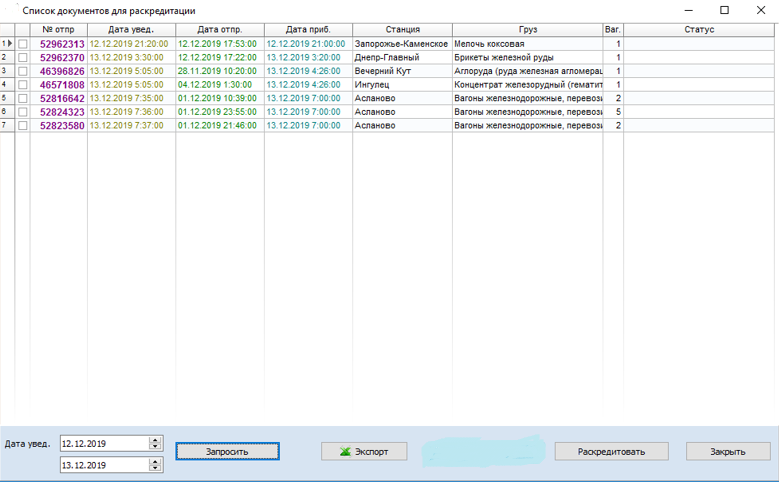 Список документов для раскредитации
№ отпр Дата увед. Дата отпр. Дата приб. Станция Груз Ваг. Статус
1 52962313 12.12.2019 21:20:00 12.12.2019 17:53:00 12.12.2019 21:00:00 Запорожье-Каменское Мелочь коксовая 1
2 52962370 13.12.2019 3:30:00 12.12.2019 17:22:00 13.12.2019 3:20:00 Днепр-Главный Брикеты железной руды 1
3 46396826 13.12.2019 5:05:00 28.11.2019 10:20:00 13.12.2019 4:26:00 Вечерний Кут Аглоруда (руда железная агломерац 1
4 46571808 13.12.2019 5:05:00 04.12.2019 1:30:00 13.12.2019 4:26:00 Ингулец Концентрат железорудный (гематит 1
5 52816642 13.12.2019 7:35:00 01.12.2019 10:39:00 13.12.2019 7:00:00 Асланово Вагоны железнодорожные, перевози 2
6 52824323 13.12.2019 7:36:00 01.12.2019 23:55:00 13.12.2019 7:00:00 Асланово Вагоны железнодорожные, перевози 5
7 52823580 13.12.2019 7:37:00 01.12.2019 21:46:00 13.12.2019 7:00:00 Асланово Вагоны железнодорожные, перевози 2
Дата увед. 12.12.2019 Запросить Экспорт Раскредитовать Закрыть
13.12.2019